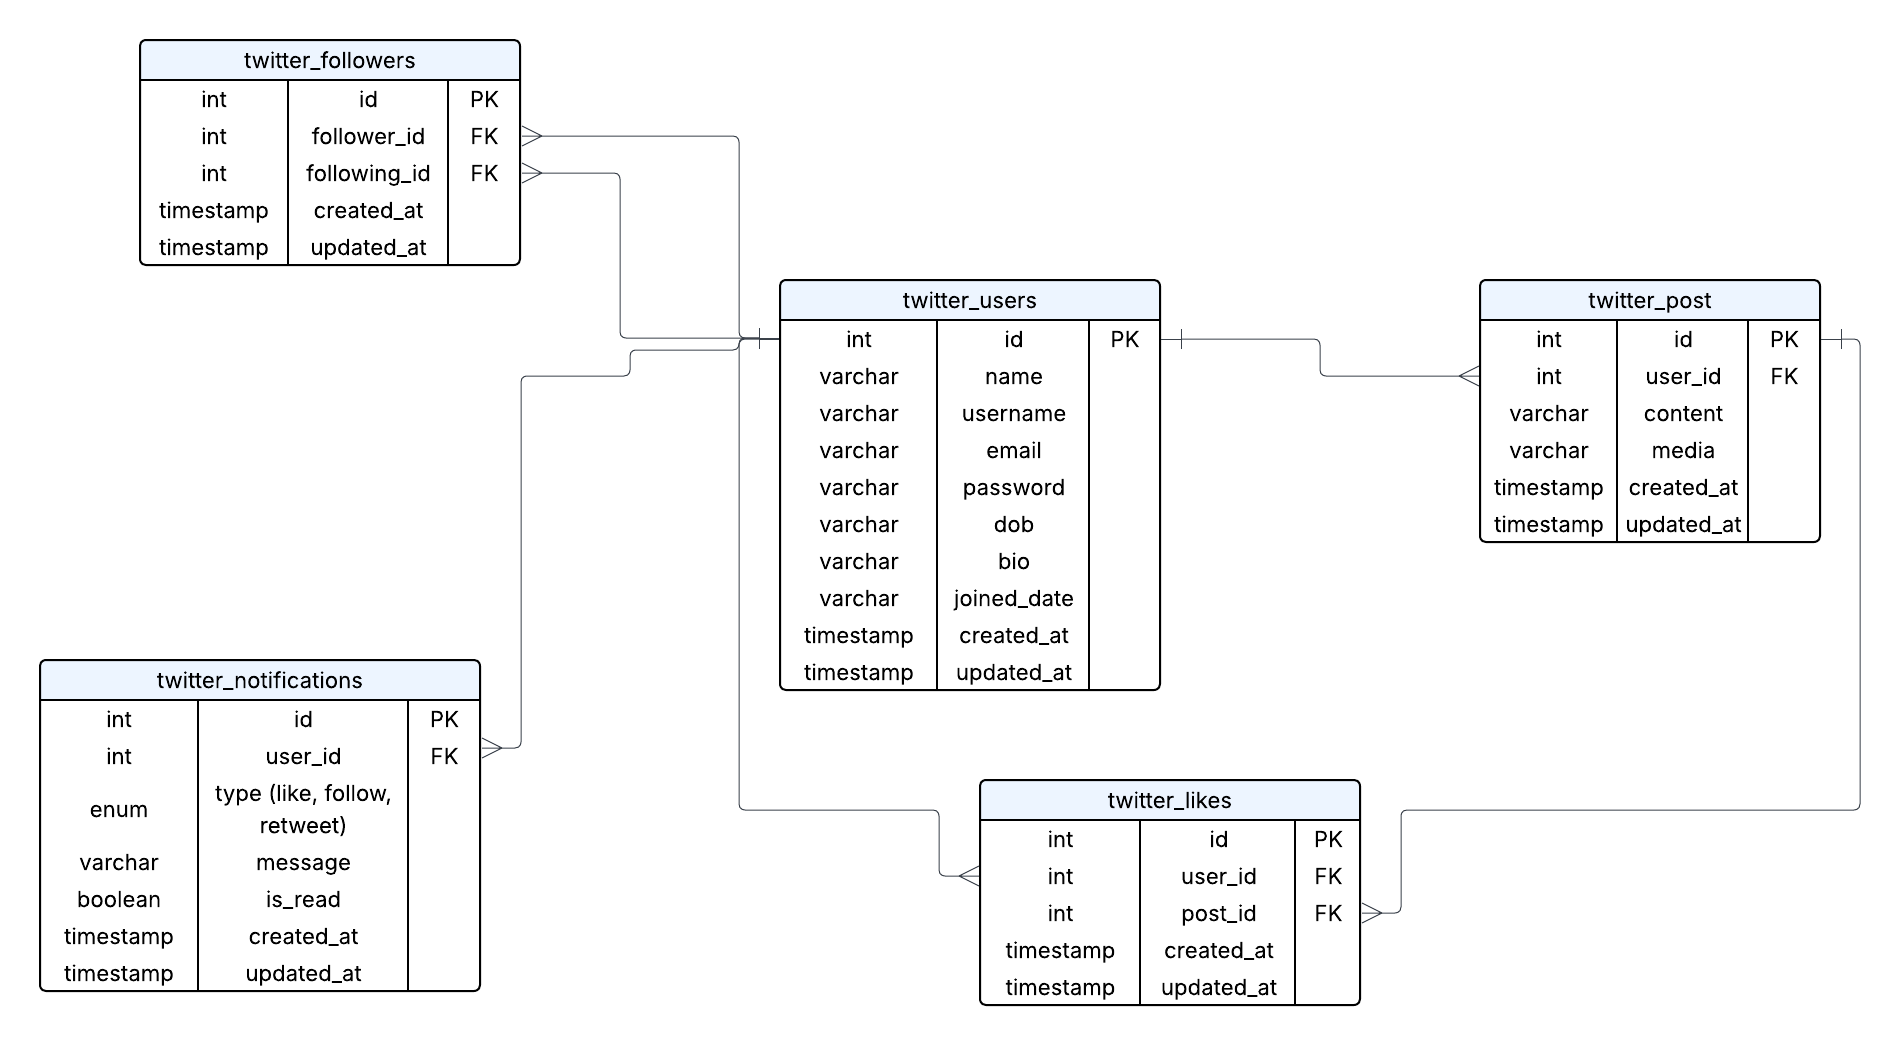 twitter_followers
int id PK
int follower_id FK
int following_id FK
timestamp created_at
timestamp updated_at
twitter_users
int id PK
varchar name
varchar username
varchar email
varchar password
varchar dob
varchar bio
varchar joined_date
timestamp created_at
timestamp updated_at
twitter_post
int id PK
int user_id FK
varchar content
varchar media
timestamp created_at
timestamp updated_at
twitter_notifications
int id PK
int user_id FK
enum type (like, follow,
retweet)
varchar message
boolean is_read
timestamp created_at
timestamp updated_at
twitter_likes
int id PK
int user_id FK
int post_id FK
timestamp created_at
timestamp updated_at